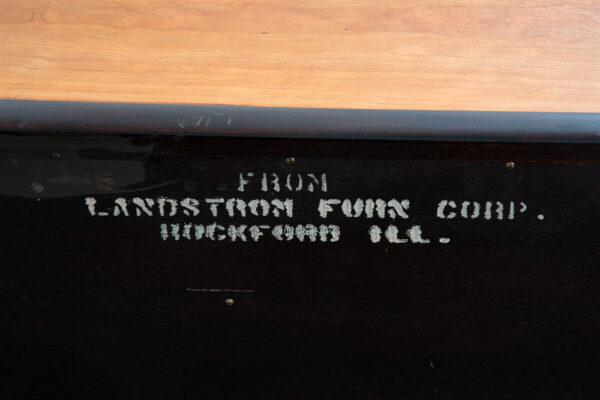 FROM
LANDSTROM FURN CORP.
ROCKFORD ILL.